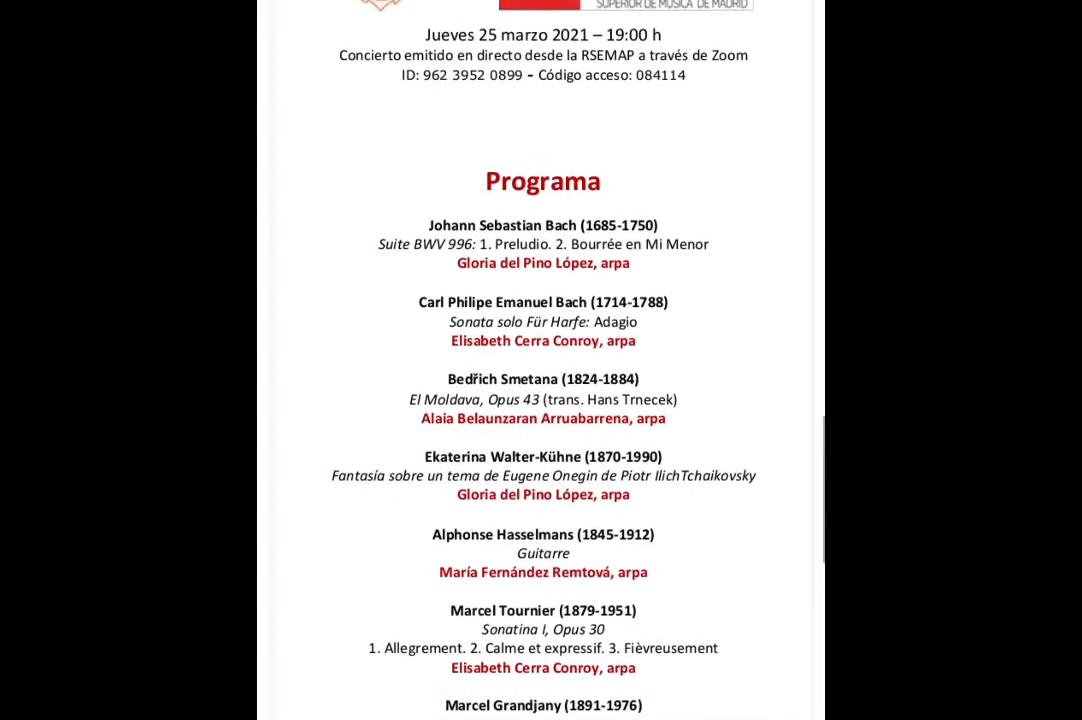 SUPERIOR DE MÚSICA DE MADRID
Jueves 25 marzo 2021 – 19:00 h
Concierto emitido en directo desde la RSEMAP a través de Zoom
ID: 962 3952 0899 - Código acceso: 084114
Programa
Johann Sebastian Bach (1685-1750)
Suite BWV 996: 1. Preludio. 2. Bourrée en Mi Menor
Gloria del Pino López, arpa
Carl Philipe Emanuel Bach (1714-1788)
Sonata solo Für Harfe: Adagio
Elisabeth Cerra Conroy, arpa
Bedřich Smetana (1824-1884)
El Moldava, Opus 43 (trans. Hans Trnecek)
Alaia Belaunzaran Arruabarrena, arpa
Ekaterina Walter-Kühne (1870-1990)
Fantasía sobre un tema de Eugene Onegin de Piotr IlichTchaikovsky
Gloria del Pino López, arpa
Alphonse Hasselmans (1845-1912)
Guitarre
María Fernández Remtová, arpa
Marcel Tournier (1879-1951)
Sonatina I, Opus 30
1. Allegrement. 2. Calme et expressif. 3. Fièvreusement
Elisabeth Cerra Conroy, arpa
Marcel Grandjany (1891-1976)